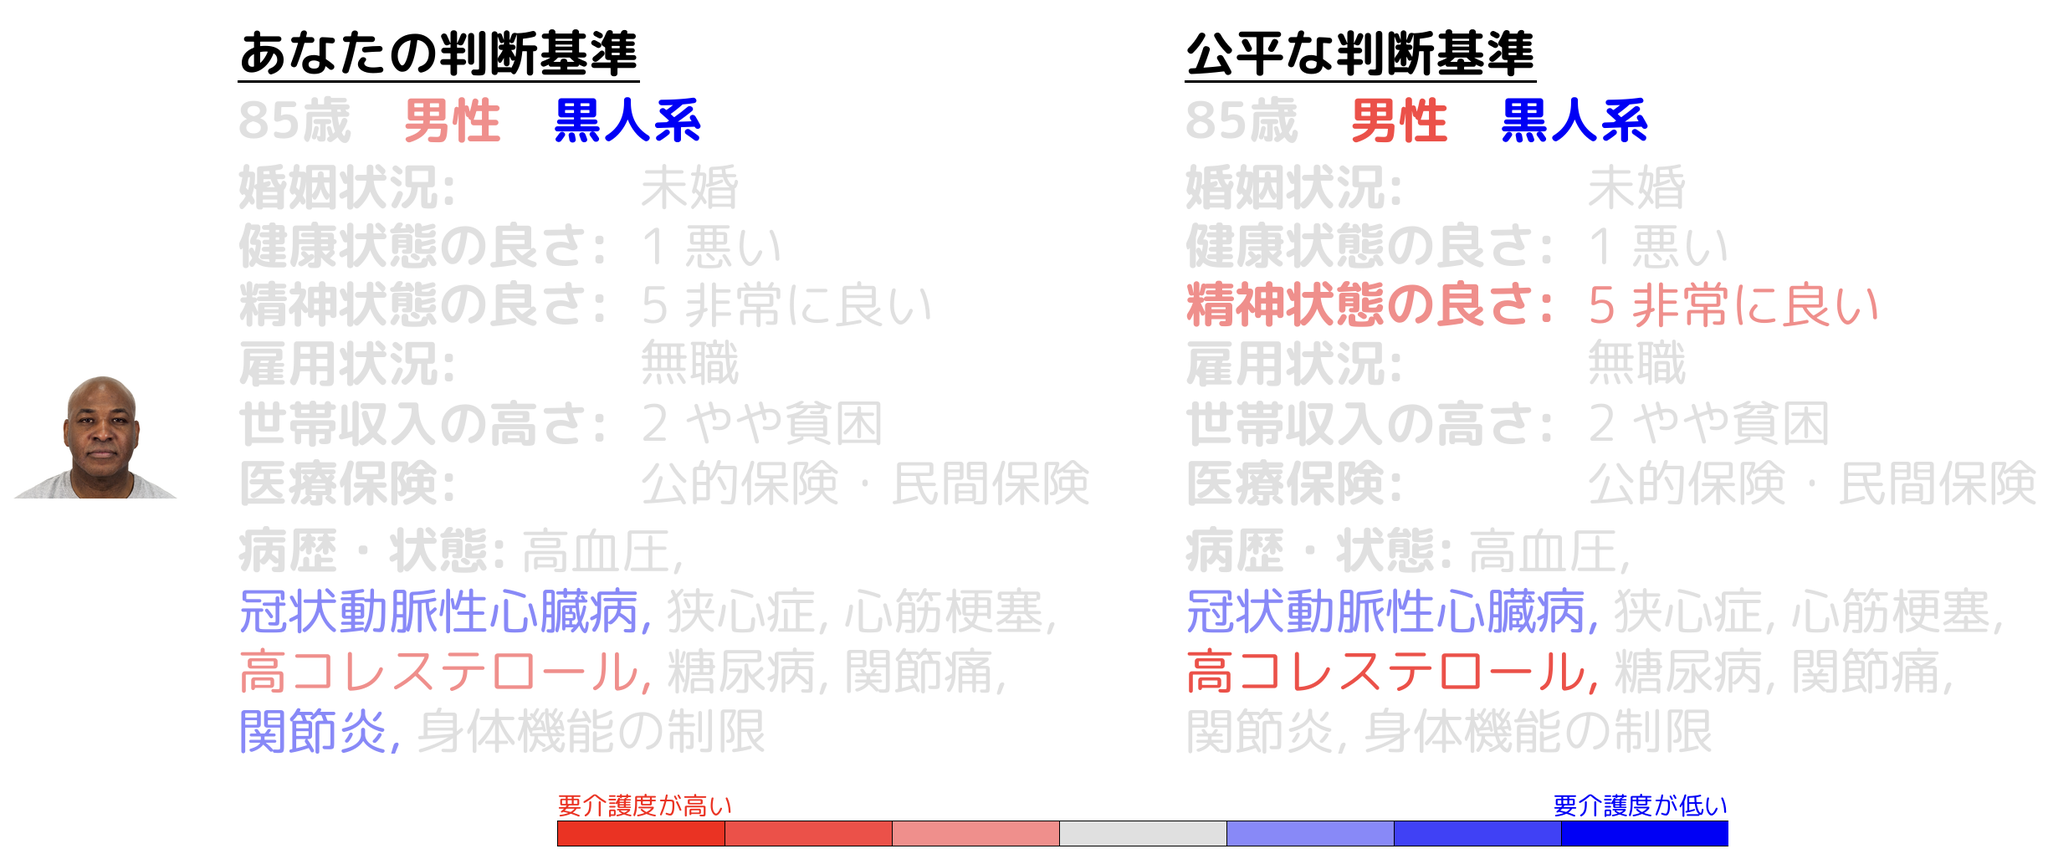 あなたの判断基準
85歳 男性 黒人系
婚姻状況: 未婚
健康状態の良さ: 1 悪い
精神状態の良さ: 5 非常に良い
雇用状況: 無職
世帯収入の高さ: 2 やや貧困
医療保険: 公的保険・民間保険
病歴・状態: 高血圧,
冠状動脈性心臓病, 狭心症, 心筋梗塞,
高コレステロール, 糖尿病, 関節痛,
関節炎, 身体機能の制限
公平な判断基準
85歳 男性 黒人系
婚姻状況: 未婚
健康状態の良さ: 1 悪い
精神状態の良さ: 5 非常に良い
雇用状況: 無職
世帯収入の高さ: 2 やや貧困
医療保険: 公的保険・民間保険
病歴・状態: 高血圧,
冠状動脈性心臓病, 狭心症, 心筋梗塞,
高コレステロール, 糖尿病, 関節痛,
関節炎, 身体機能の制限
要介護度が高い 要介護度が低い